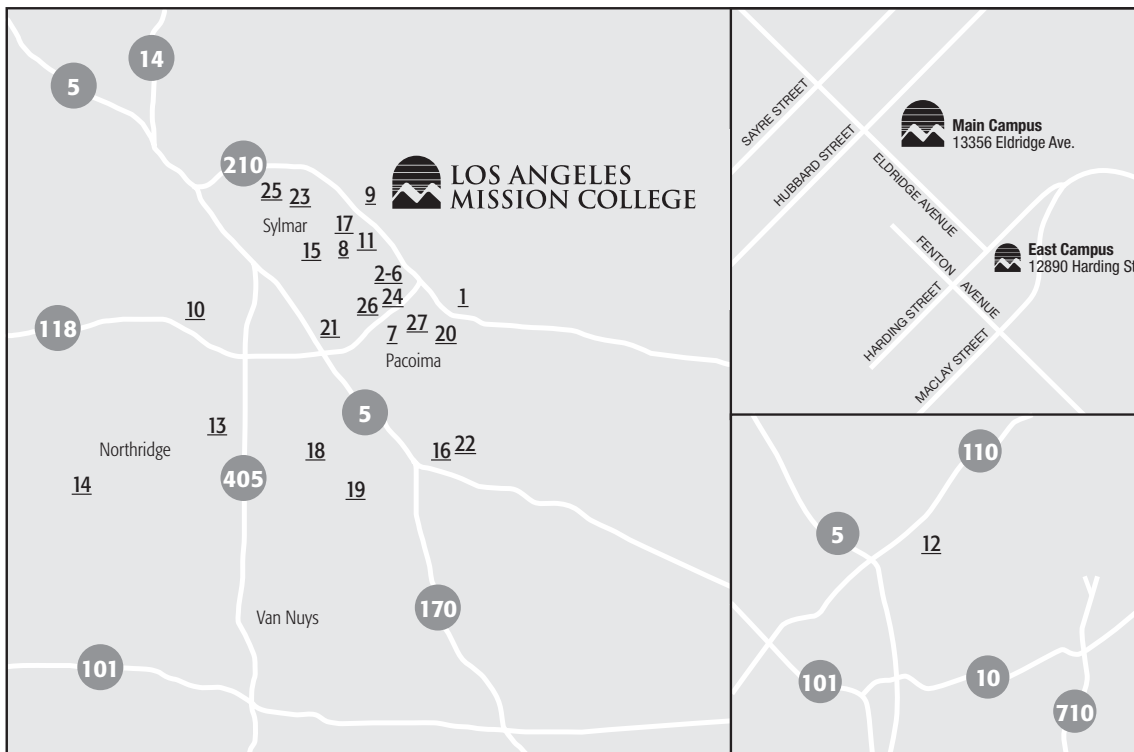 14
5
210
LOS ANGELES
MISSION COLLEGE
25
23
9
Sylmar
17
15
8
11
2-6
24
1
10
26
118
21
7
27
20
Pacoima
5
13
Northridge
18
16
22
14
405
19
170
Van Nuys
101
SAYRE STREET
HUBBARD STREET
ELDRIDGE AVENUE
Main Campus
13356 Eldridge Ave.
FENTON AVENUE
East Campus
12890 Harding St
HARDING STREET
MACLAY STREET
110
5
12
101
10
710